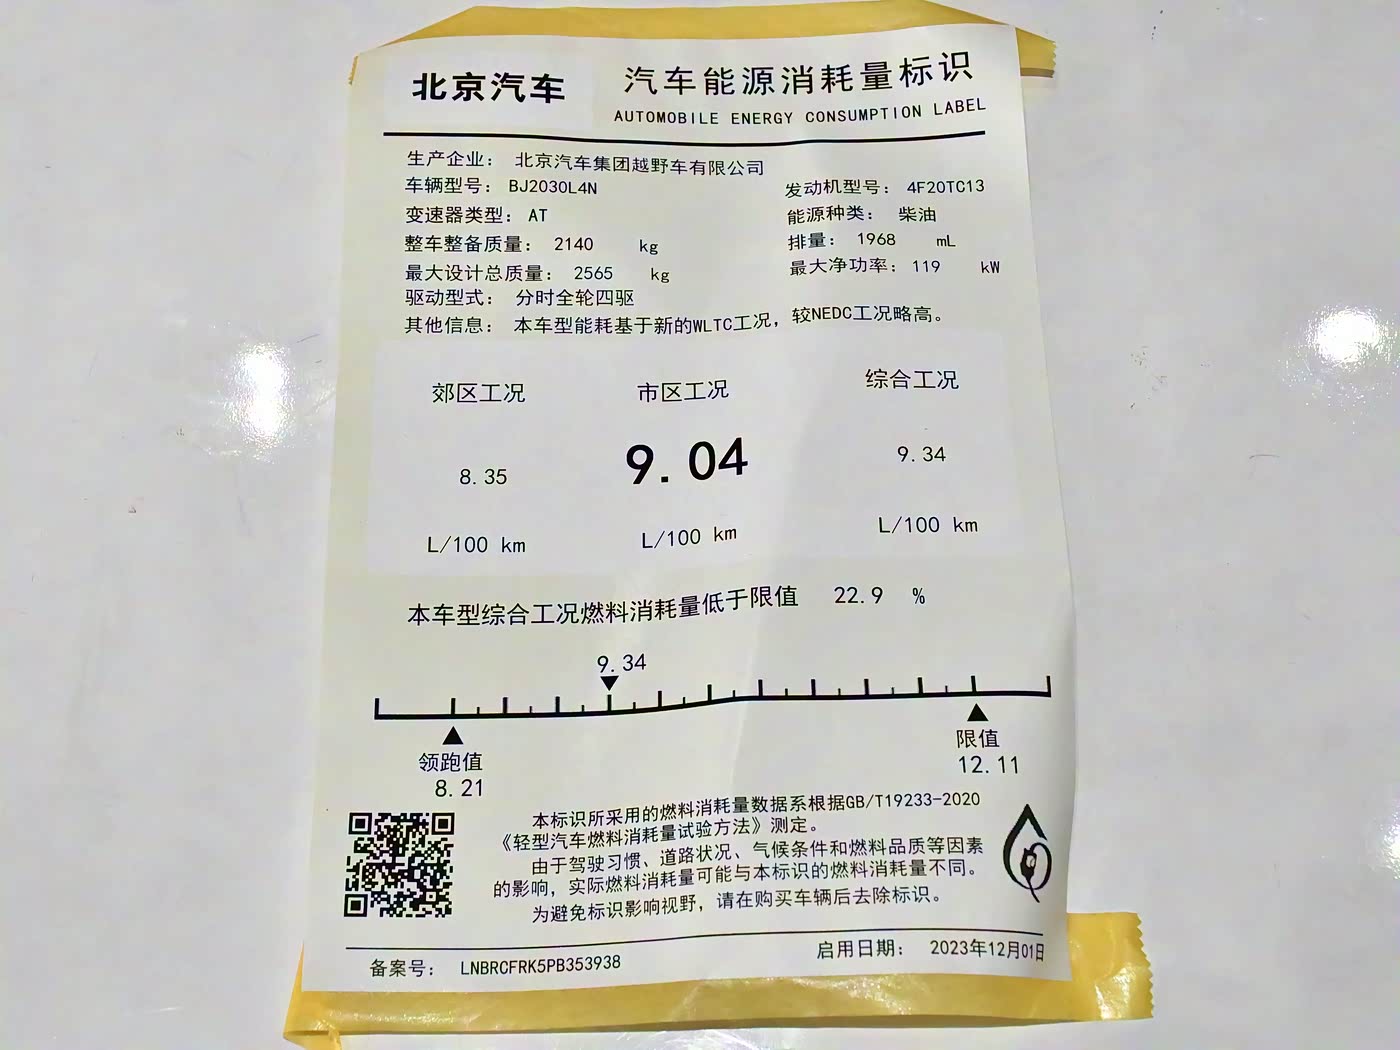 北京汽车
汽车能源消耗量标识
AUTOMOBILE ENERGY CONSUMPTION LABEL
生产企业： 北京汽车集团越野车有限公司
车辆型号： BJ2030L4N 发动机型号： 4F20TC13
变速器类型： AT 能源种类： 柴油
整车整备质量： 2140 kg 排量： 1968 mL
最大设计总质量： 2565 kg 最大净功率： 119 kW
驱动型式： 分时全轮四驱
其他信息： 本车型能耗基于新的WLTC工况，较NEDC工况略高。
郊区工况 市区工况 综合工况
8.35 9.04 9.34
L/100 km L/100 km L/100 km
本车型综合工况燃料消耗量低于限值 22.9 %
9.34
领跑值 限值
8.21 12.11
本标识所采用的燃料消耗量数据系根据GB/T19233-2020
《轻型汽车燃料消耗量试验方法》测定。
由于驾驶习惯、道路状况、气候条件和燃料品质等因素
的影响，实际燃料消耗量可能与本标识的燃料消耗量不同。
为避免标识影响视野，请在购买车辆后去除标识。
备案号： LNBRCFRK5PB353938 启用日期： 2023年12月01日